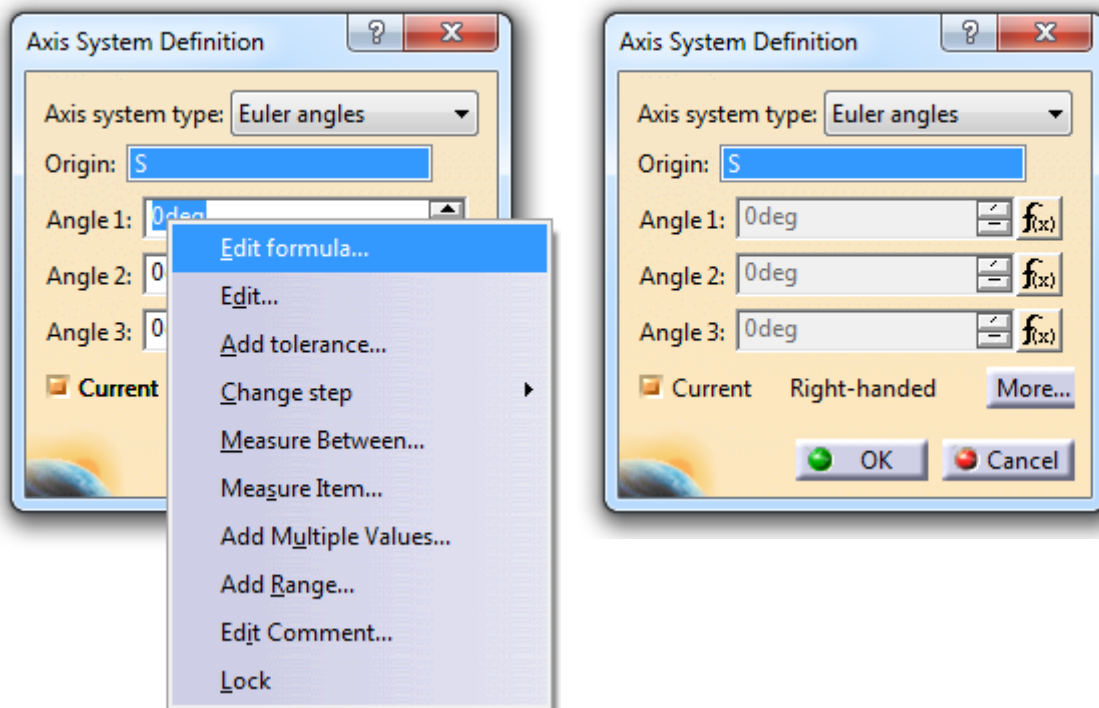 Axis System Definition
?
Axis system type: Euler angles
Origin: S
Angle 1: 0deg
Angle 2: 0
Angle 3: 0
Current
Edit formula...
Edit...
Add tolerance...
Change step
Measure Between...
Measure Item...
Add Multiple Values...
Add Range...
Edit Comment...
Lock
Axis System Definition
?
Axis system type: Euler angles
Origin: S
Angle 1: 0deg f(x)
Angle 2: 0deg f(x)
Angle 3: 0deg f(x)
Current Right-handed More...
OK Cancel